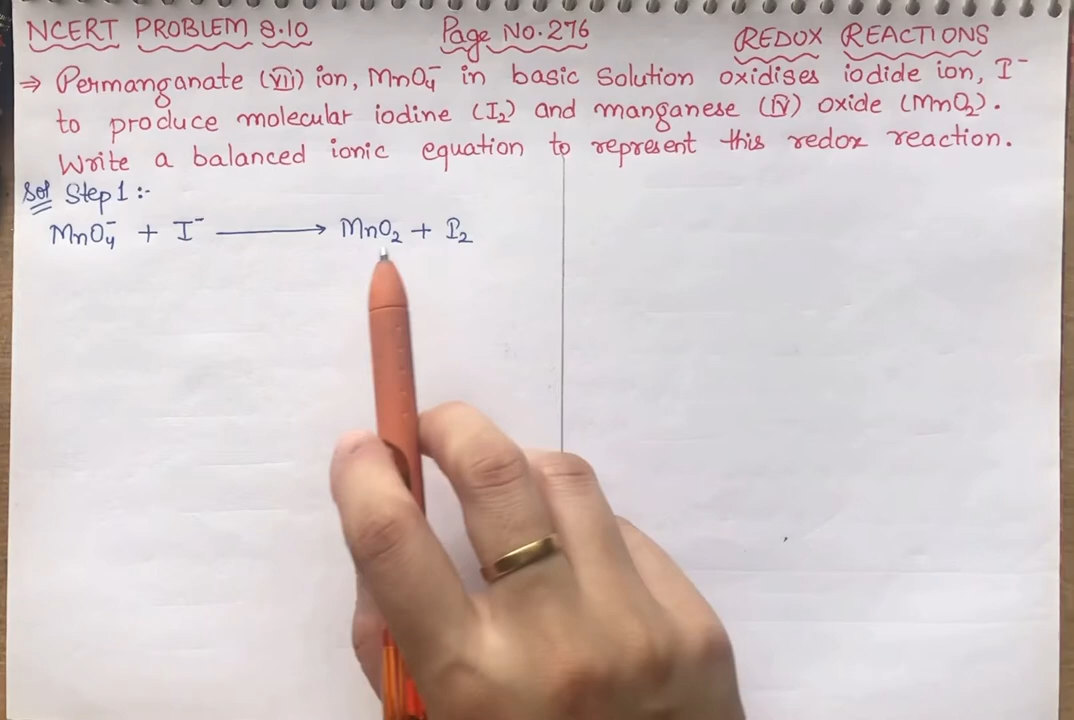 NCERT PROBLEM 8.10 Page No. 276 REDOX REACTIONS
⇒ Permanganate (VII) ion, MnO₄⁻ in basic solution oxidises iodide ion, I⁻
to produce molecular iodine (I₂) and manganese (IV) oxide (MnO₂).
Write a balanced ionic equation to represent this redox reaction.
Sol Step 1:-
MnO₄⁻ + I⁻ ⟶ MnO₂ + I₂